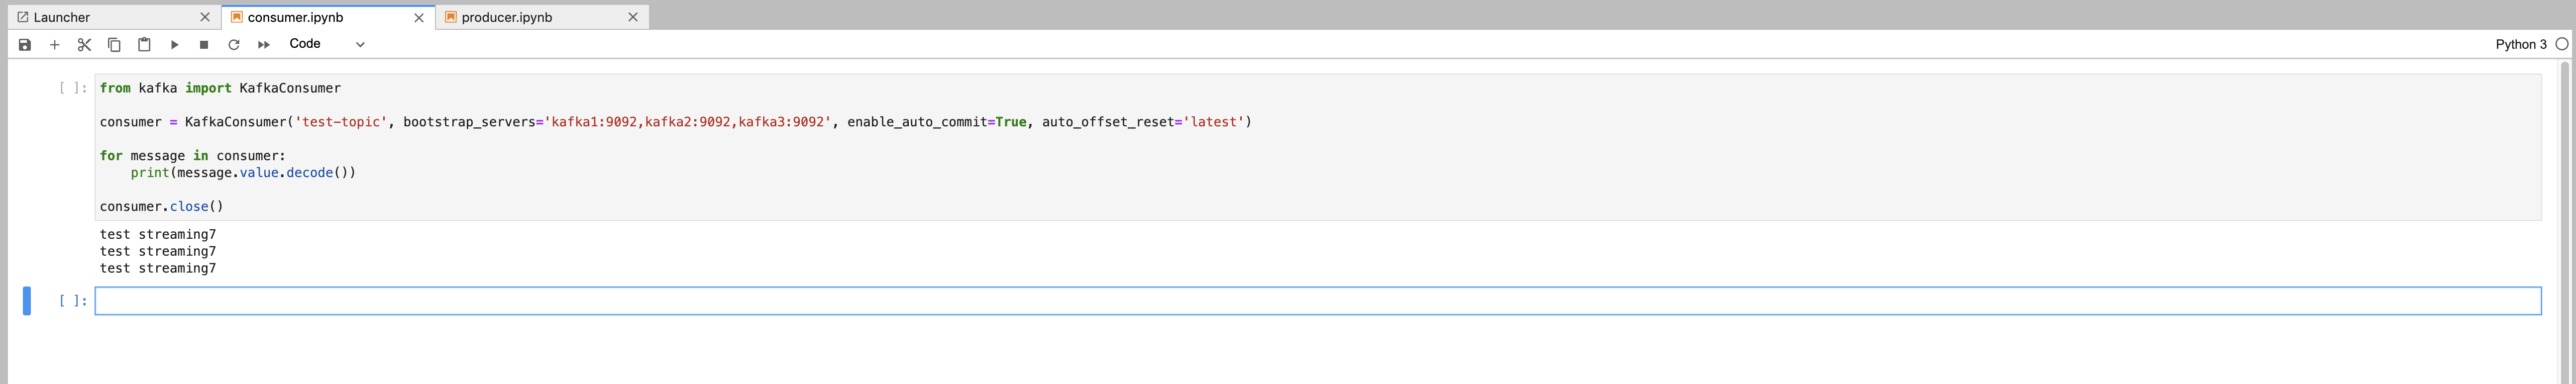 Launcher
consumer.ipynb
producer.ipynb
Code
Python 3
[ ]:
from kafka import KafkaConsumer
consumer = KafkaConsumer('test-topic', bootstrap_servers='kafka1:9092,kafka2:9092,kafka3:9092', enable_auto_commit=True, auto_offset_reset='latest')
for message in consumer:
    print(message.value.decode())
consumer.close()
test streaming7
test streaming7
test streaming7
[ ]: